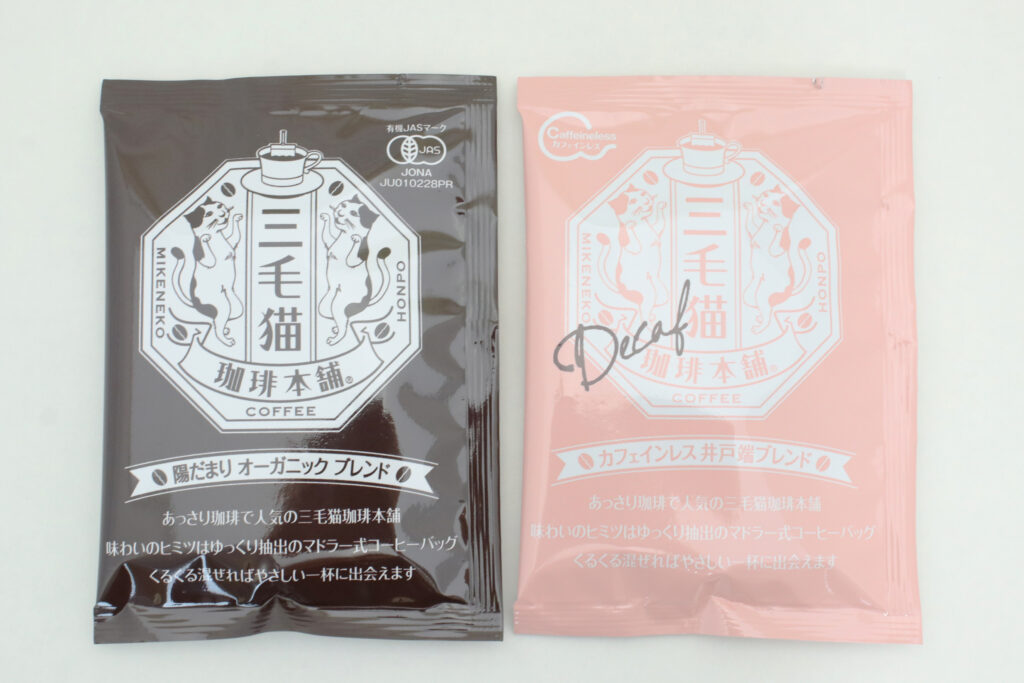 有機JASマーク
JAS
JONA
JU010228PR
三毛猫
MIKENEKO
HONPO
珈琲本舗®
COFFEE
陽だまり オーガニック ブレンド
あっさり珈琲で人気の三毛猫珈琲本舗
味わいのヒミツはゆっくり抽出のマドラー式コーヒーバッグ
くるくる混ぜればやさしい一杯に出会えます
Caffeineless
カフェインレス
三毛猫
MIKENEKO
HONPO
Decaf
珈琲本舗®
COFFEE
カフェインレス 井戸端ブレンド
あっさり珈琲で人気の三毛猫珈琲本舗
味わいのヒミツはゆっくり抽出のマドラー式コーヒーバッグ
くるくる混ぜればやさしい一杯に出会えます